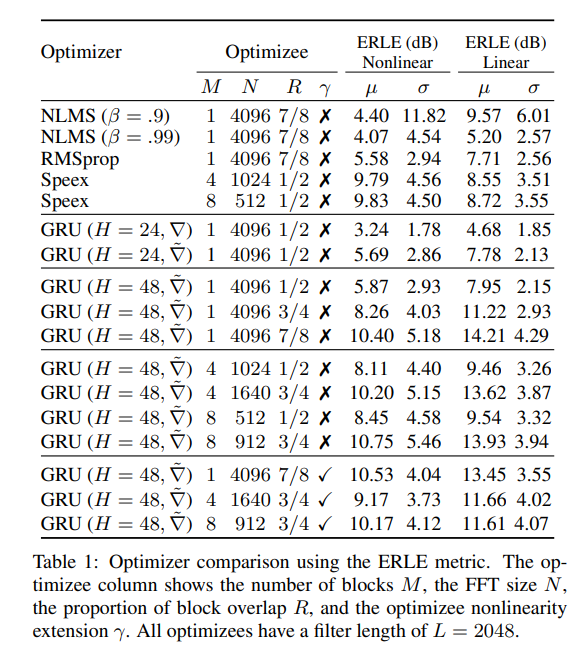 Optimizer Optimizee ERLE (dB) Nonlinear ERLE (dB) Linear
M N R γ μ σ μ σ
NLMS (β = .9) 1 4096 7/8 ✗ 4.40 11.82 9.57 6.01
NLMS (β = .99) 1 4096 7/8 ✗ 4.07 4.54 5.20 2.57
RMSprop 1 4096 7/8 ✗ 5.58 2.94 7.71 2.56
Speex 4 1024 1/2 ✗ 9.79 4.56 8.55 3.51
Speex 8 512 1/2 ✗ 9.83 4.50 8.72 3.55
GRU (H = 24, ∇) 1 4096 1/2 ✗ 3.24 1.78 4.68 1.85
GRU (H = 24, ∇̃) 1 4096 1/2 ✗ 5.69 2.86 7.78 2.13
GRU (H = 48, ∇̃) 1 4096 1/2 ✗ 5.87 2.93 7.95 2.15
GRU (H = 48, ∇̃) 1 4096 3/4 ✗ 8.26 4.03 11.22 2.93
GRU (H = 48, ∇̃) 1 4096 7/8 ✗ 10.40 5.18 14.21 4.29
GRU (H = 48, ∇̃) 4 1024 1/2 ✗ 8.11 4.40 9.46 3.26
GRU (H = 48, ∇̃) 4 1640 3/4 ✗ 10.20 5.15 13.62 3.87
GRU (H = 48, ∇̃) 8 512 1/2 ✗ 8.45 4.58 9.54 3.32
GRU (H = 48, ∇̃) 8 912 3/4 ✗ 10.75 5.46 13.93 3.94
GRU (H = 48, ∇̃) 1 4096 7/8 ✓ 10.53 4.04 13.45 3.55
GRU (H = 48, ∇̃) 4 1640 3/4 ✓ 9.17 3.73 11.66 4.02
GRU (H = 48, ∇̃) 8 912 3/4 ✓ 10.17 4.12 11.61 4.07
Table 1: Optimizer comparison using the ERLE metric. The op-
timizee column shows the number of blocks M, the FFT size N,
the proportion of block overlap R, and the optimizee nonlinearity
extension γ. All optimizees have a filter length of L = 2048.